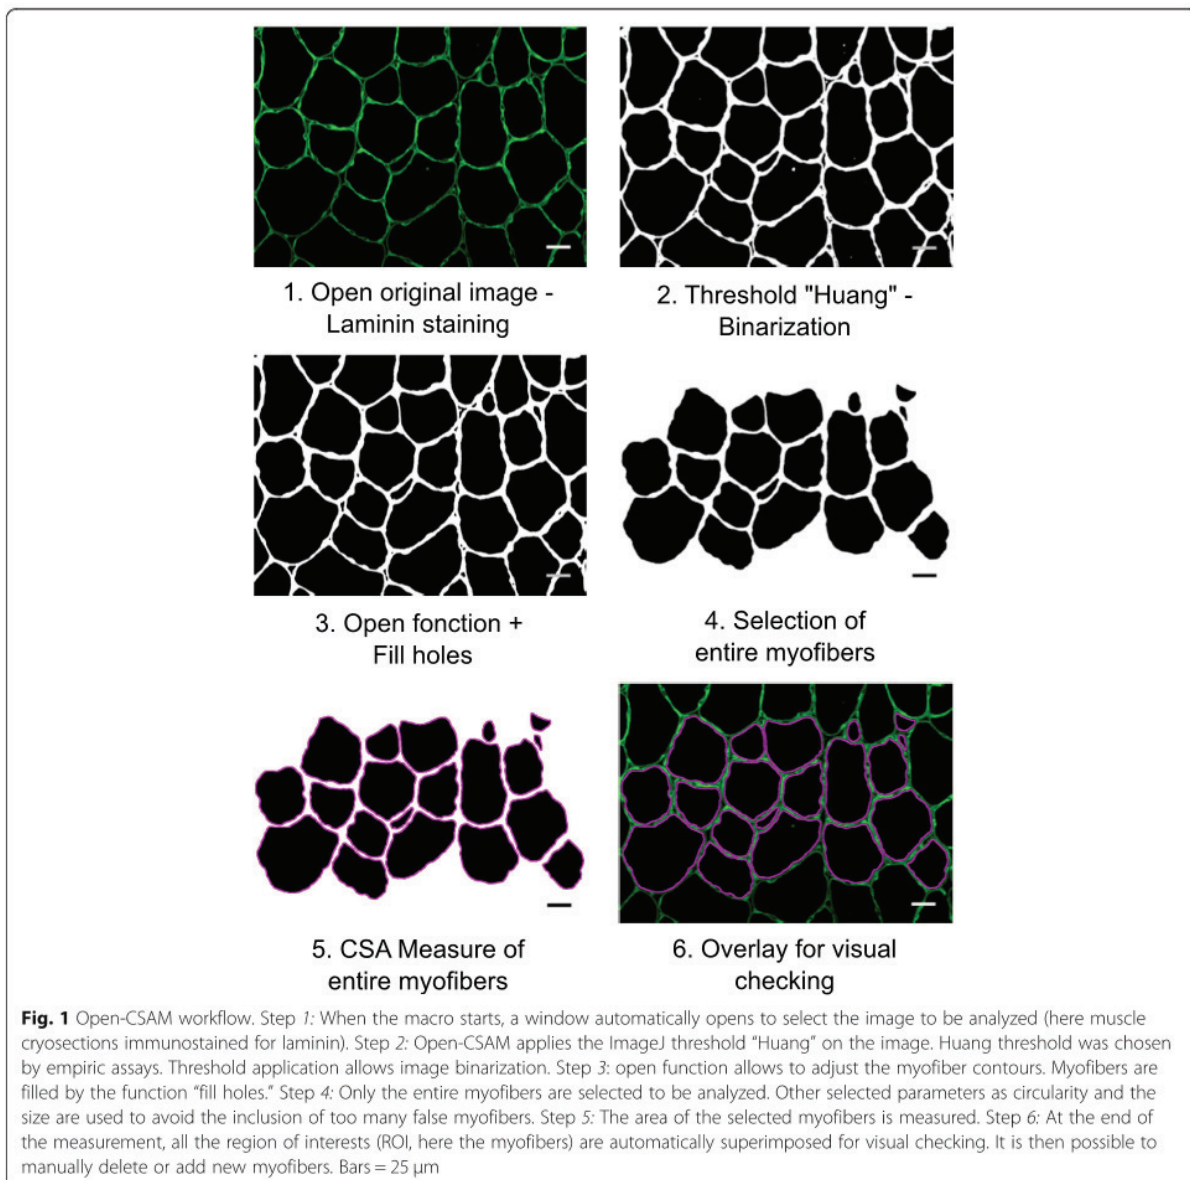 1. Open original image -
Laminin staining
2. Threshold "Huang" -
Binarization
3. Open fonction +
Fill holes
4. Selection of
entire myofibers
5. CSA Measure of
entire myofibers
6. Overlay for visual
checking
Fig. 1 Open-CSAM workflow. Step 1: When the macro starts, a window automatically opens to select the image to be analyzed (here muscle
cryosections immunostained for laminin). Step 2: Open-CSAM applies the ImageJ threshold “Huang” on the image. Huang threshold was chosen
by empiric assays. Threshold application allows image binarization. Step 3: open function allows to adjust the myofiber contours. Myofibers are
filled by the function “fill holes.” Step 4: Only the entire myofibers are selected to be analyzed. Other selected parameters as circularity and the
size are used to avoid the inclusion of too many false myofibers. Step 5: The area of the selected myofibers is measured. Step 6: At the end of
the measurement, all the region of interests (ROI, here the myofibers) are automatically superimposed for visual checking. It is then possible to
manually delete or add new myofibers. Bars = 25 μm